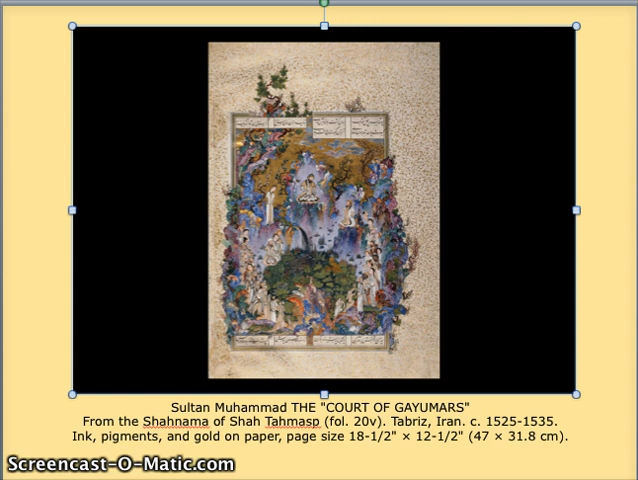 Sultan Muhammad THE "COURT OF GAYUMARS"
From the Shahnama of Shah Tahmasp (fol. 20v). Tabriz, Iran. c. 1525-1535.
Ink, pigments, and gold on paper, page size 18-1/2" × 12-1/2" (47 × 31.8 cm).
Screencast-O-Matic.com